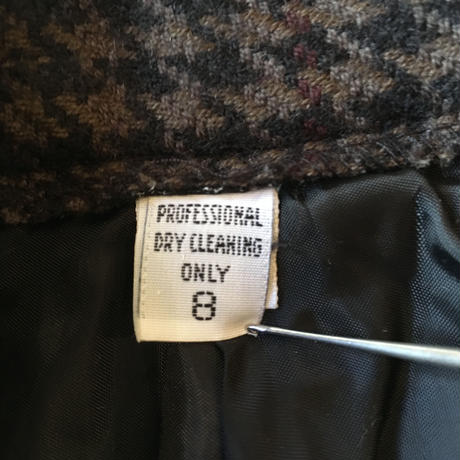 PROFESSIONAL
DRY CLEANING
ONLY
8